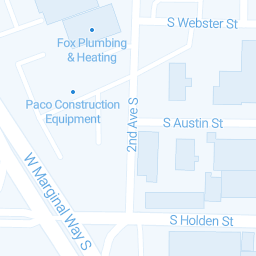 S Webster St
Fox Plumbing
& Heating
Paco Construction
Equipment
S Austin St
2nd Ave S
W Marginal Way S
S Holden St